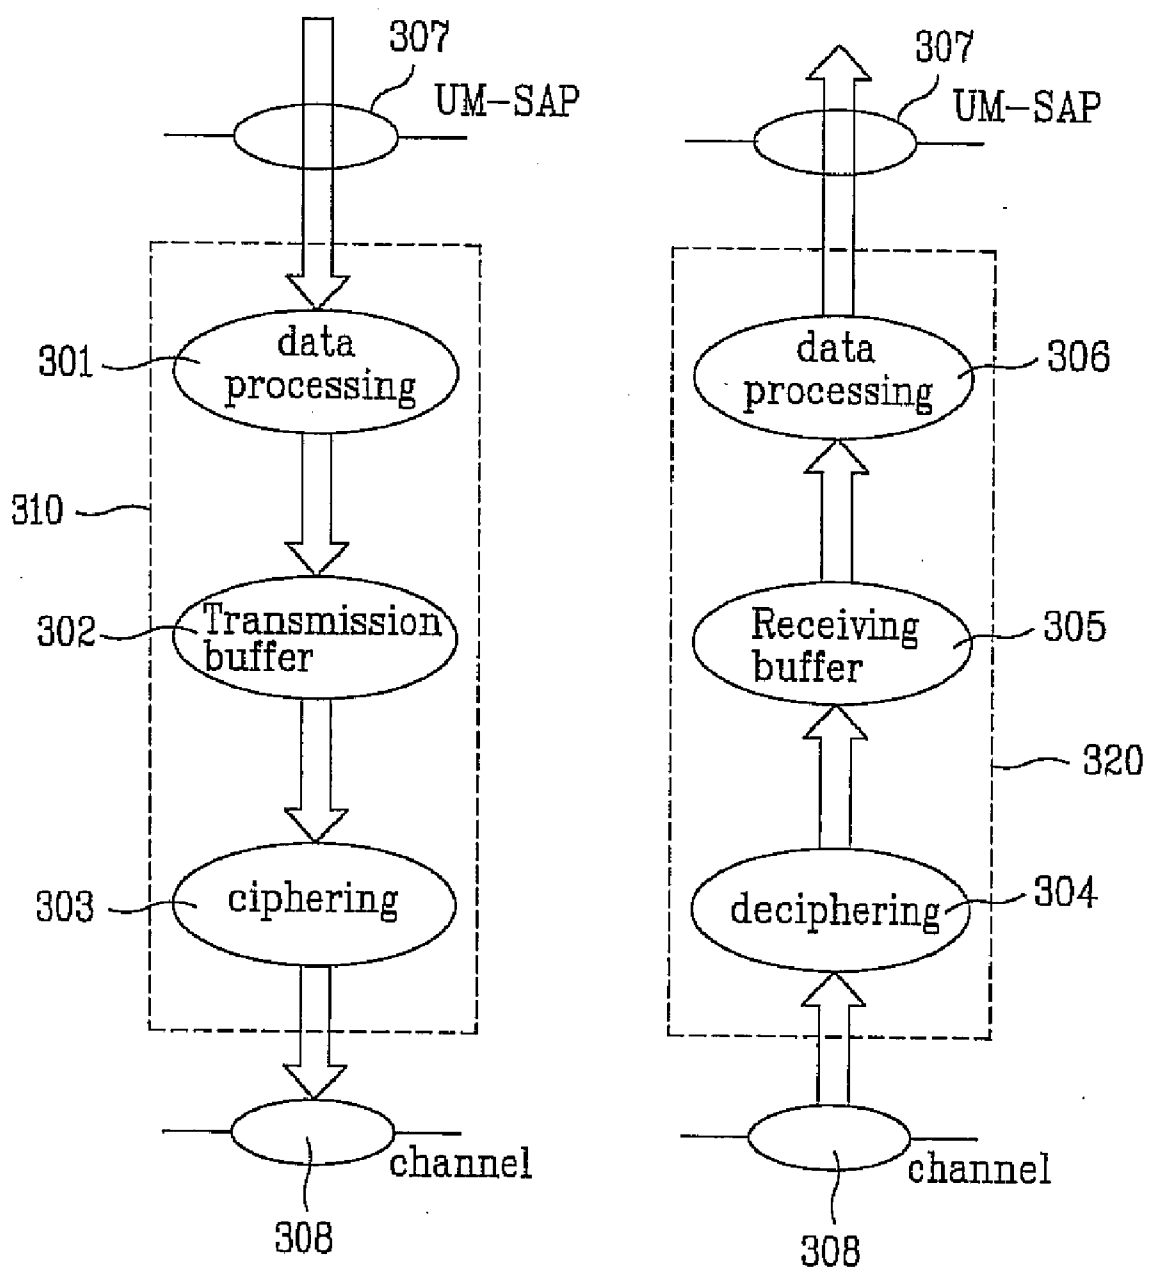 307
UM-SAP
301
data
processing
310
302
Transmission
buffer
303
ciphering
channel
308
307
UM-SAP
data
processing
306
Receiving
buffer
305
320
deciphering
304
channel
308